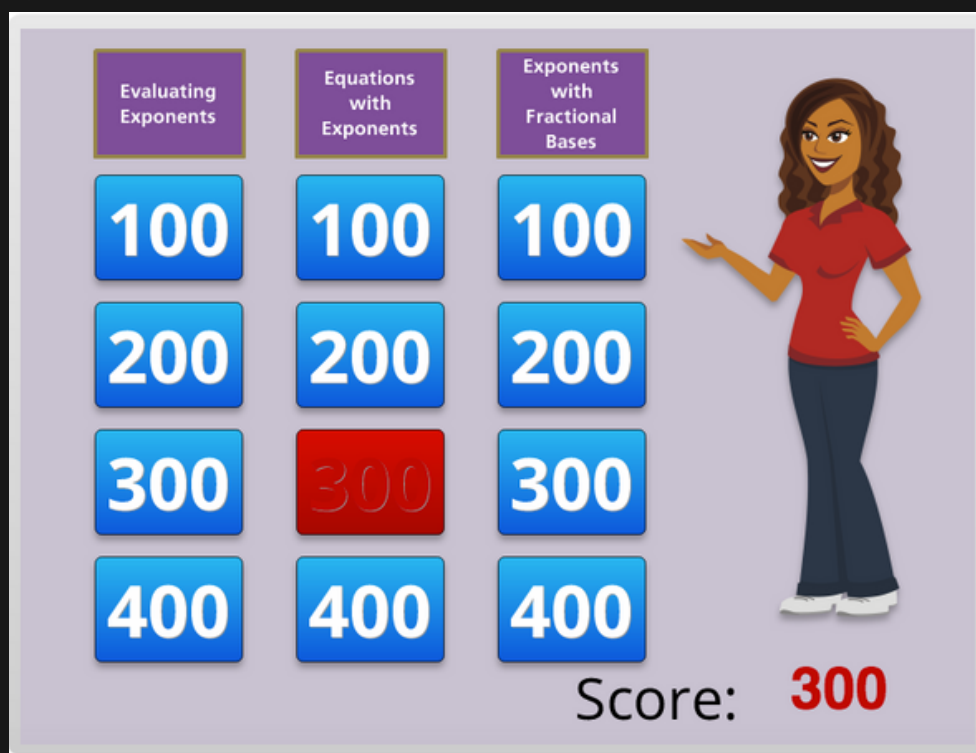 Evaluating
Exponents
Equations
with
Exponents
Exponents
with
Fractional
Bases
100 100 100
200 200 200
300 300 300
400 400 400
Score: 300